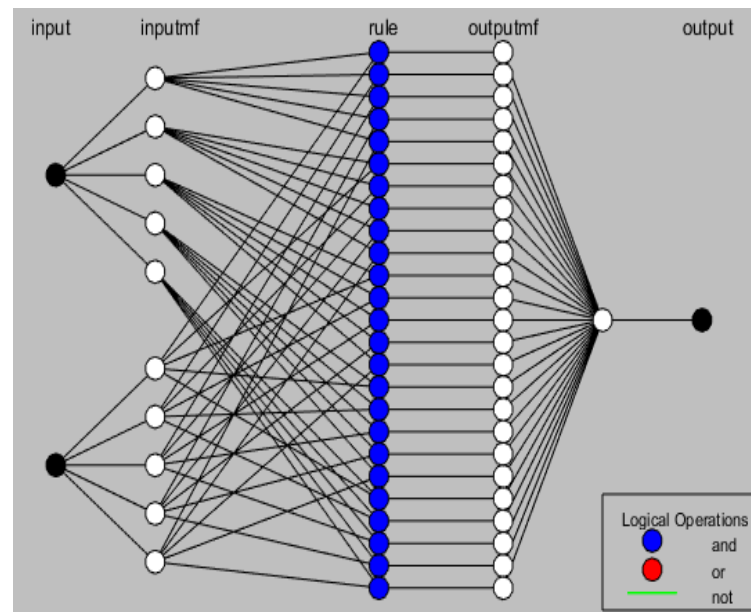 input inputmf rule outputmf output
Logical Operations
and
or
not